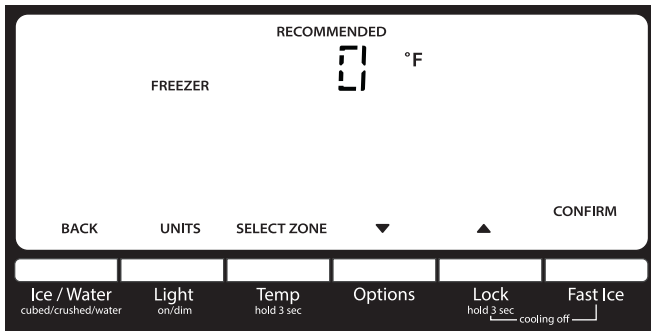 RECOMMENDED
FREEZER 0 °F
CONFIRM
BACK UNITS SELECT ZONE ▼ ▲
Ice / Water Light Temp Options Lock Fast Ice
cubed/crushed/water on/dim hold 3 sec hold 3 sec
cooling off